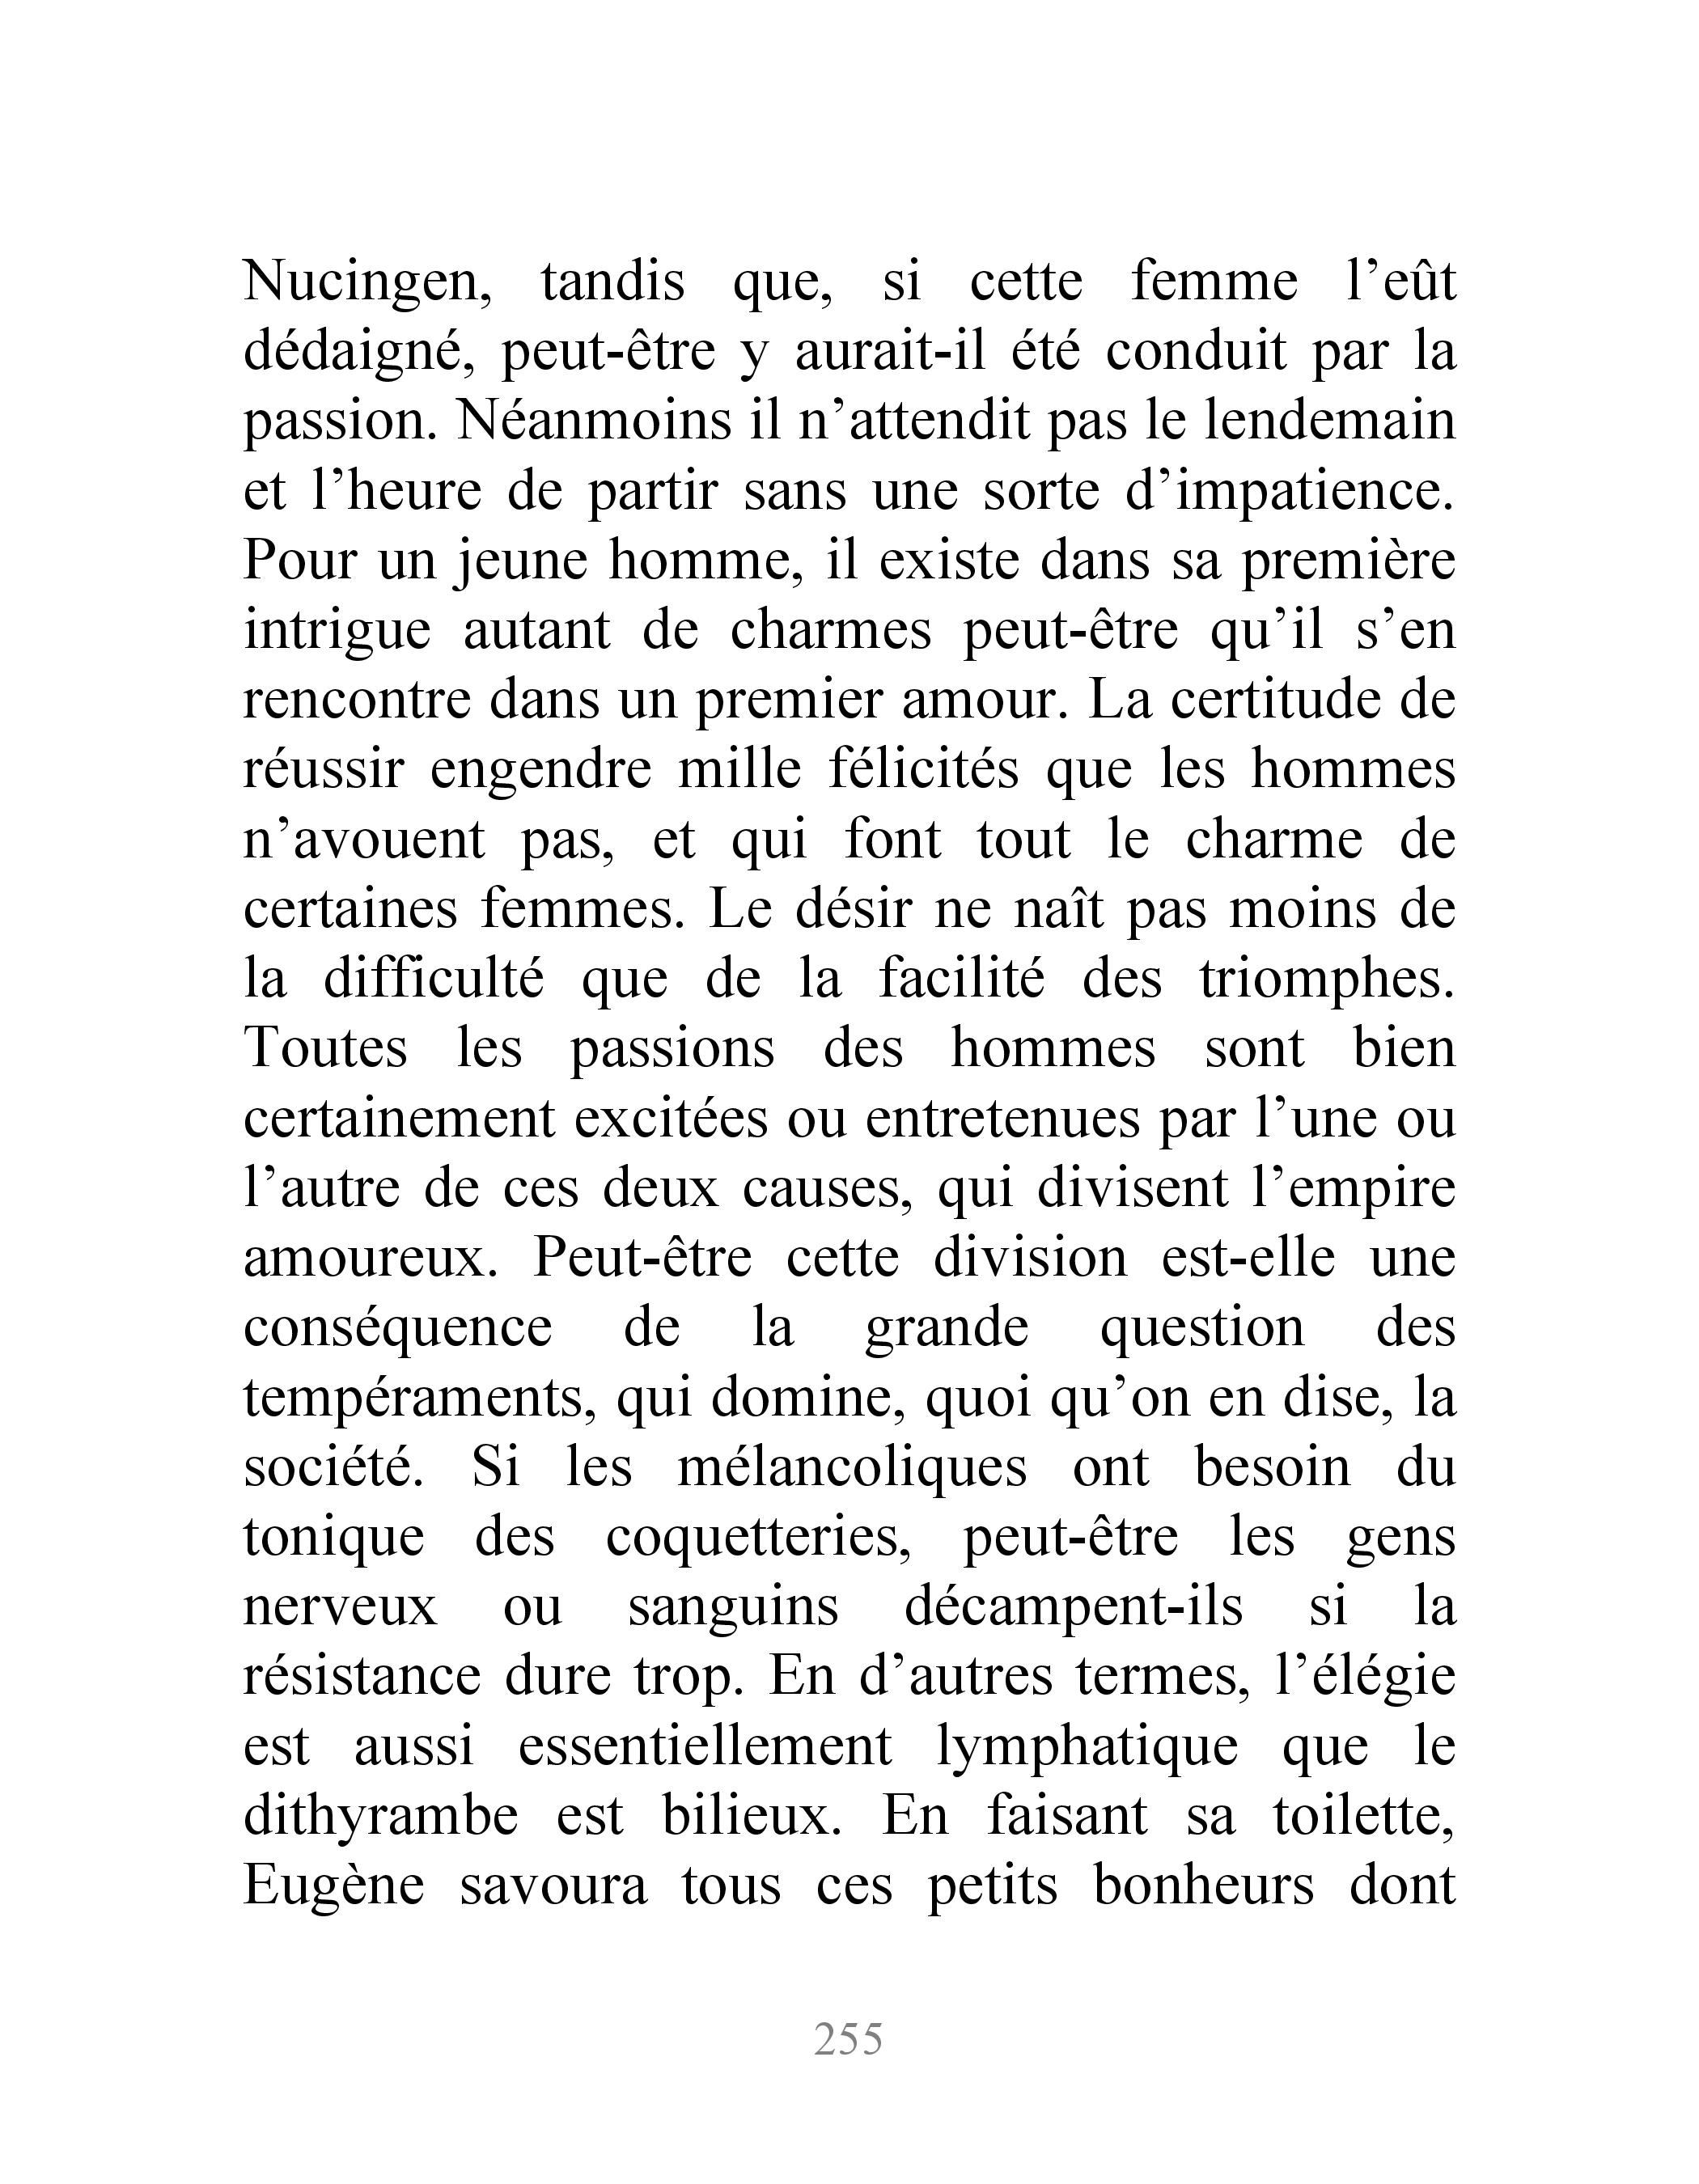 Nucingen, tandis que, si cette femme l’eût
dédaigné, peut-être y aurait-il été conduit par la
passion. Néanmoins il n’attendit pas le lendemain
et l’heure de partir sans une sorte d’impatience.
Pour un jeune homme, il existe dans sa première
intrigue autant de charmes peut-être qu’il s’en
rencontre dans un premier amour. La certitude de
réussir engendre mille félicités que les hommes
n’avouent pas, et qui font tout le charme de
certaines femmes. Le désir ne naît pas moins de
la difficulté que de la facilité des triomphes.
Toutes les passions des hommes sont bien
certainement excitées ou entretenues par l’une ou
l’autre de ces deux causes, qui divisent l’empire
amoureux. Peut-être cette division est-elle une
conséquence de la grande question des
tempéraments, qui domine, quoi qu’on en dise, la
société. Si les mélancoliques ont besoin du
tonique des coquetteries, peut-être les gens
nerveux ou sanguins décampent-ils si la
résistance dure trop. En d’autres termes, l’élégie
est aussi essentiellement lymphatique que le
dithyrambe est bilieux. En faisant sa toilette,
Eugène savoura tous ces petits bonheurs dont
255